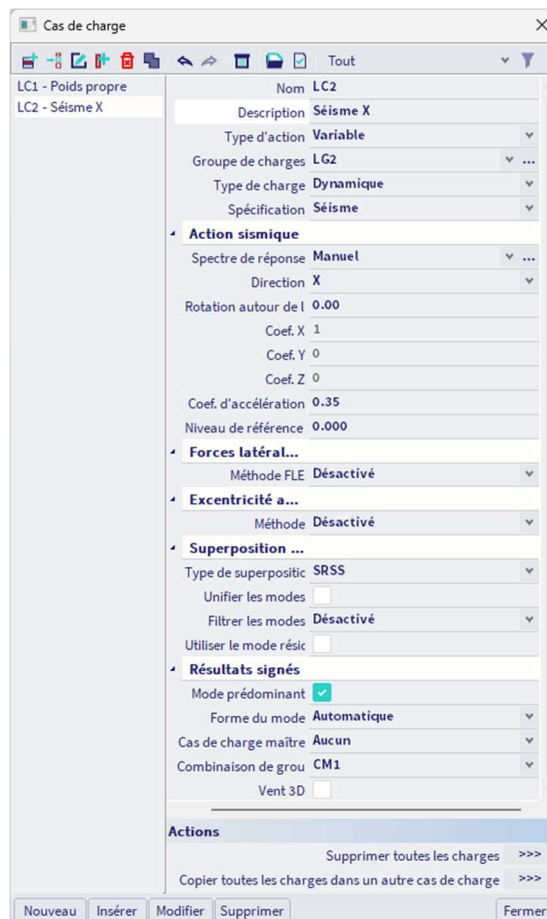 Cas de charge
Tout
LC1 - Poids propre
LC2 - Séisme X
Nom LC2
Description Séisme X
Type d'action Variable
Groupe de charges LG2 ...
Type de charge Dynamique
Spécification Séisme
Action sismique
Spectre de réponse Manuel ...
Direction X
Rotation autour de l 0.00
Coef. X 1
Coef. Y 0
Coef. Z 0
Coef. d'accélération 0.35
Niveau de référence 0.000
Forces latéral...
Méthode FLE Désactivé
Excentricité a...
Méthode Désactivé
Superposition ...
Type de superpositic SRSS
Unifier les modes
Filtrer les modes Désactivé
Utiliser le mode résic
Résultats signés
Mode prédominant
Forme du mode Automatique
Cas de charge maître Aucun
Combinaison de grou CM1
Vent 3D
Actions
Supprimer toutes les charges >>>
Copier toutes les charges dans un autre cas de charge >>>
Nouveau Insérer Modifier Supprimer Fermer